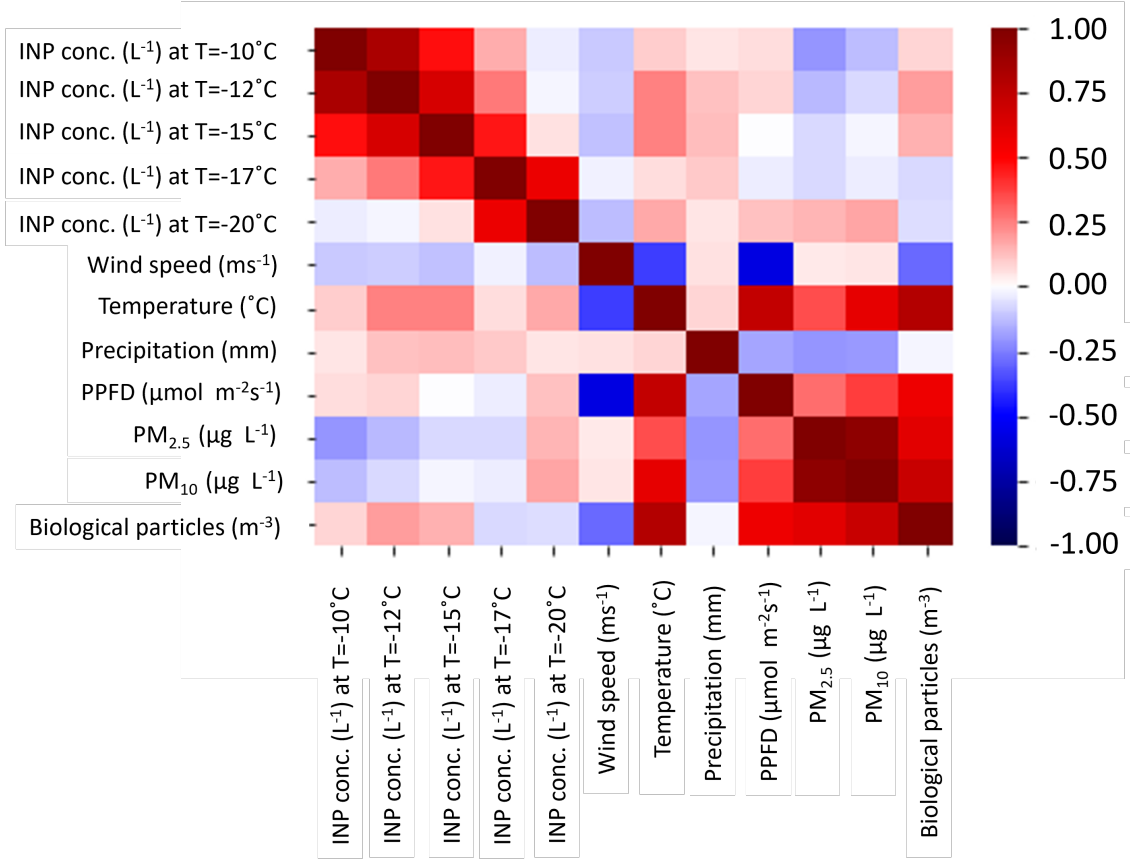 INP conc. (L⁻¹) at T=-10˚C
INP conc. (L⁻¹) at T=-12˚C
INP conc. (L⁻¹) at T=-15˚C
INP conc. (L⁻¹) at T=-17˚C
INP conc. (L⁻¹) at T=-20˚C
Wind speed (ms⁻¹)
Temperature (˚C)
Precipitation (mm)
PPFD (µmol m⁻²s⁻¹)
PM₂.₅ (µg L⁻¹)
PM₁₀ (µg L⁻¹)
Biological particles (m⁻³)
1.00
0.75
0.50
0.25
0.00
-0.25
-0.50
-0.75
-1.00
INP conc. (L⁻¹) at T=-10˚C
INP conc. (L⁻¹) at T=-12˚C
INP conc. (L⁻¹) at T=-15˚C
INP conc. (L⁻¹) at T=-17˚C
INP conc. (L⁻¹) at T=-20˚C
Wind speed (ms⁻¹)
Temperature (˚C)
Precipitation (mm)
PPFD (µmol m⁻²s⁻¹)
PM₂.₅ (µg L⁻¹)
PM₁₀ (µg L⁻¹)
Biological particles (m⁻³)